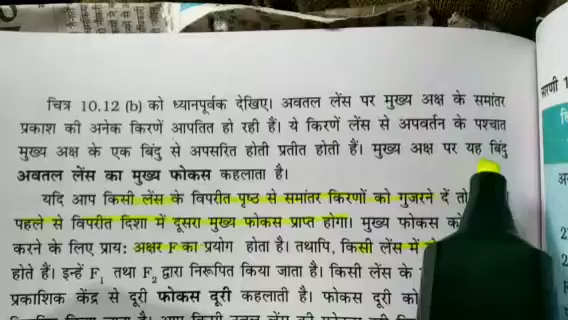 चित्र 10.12 (b) को ध्यानपूर्वक देखिए। अवतल लेंस पर मुख्य अक्ष के समांतर
प्रकाश की अनेक किरणें आपतित हो रही हैं। ये किरणें लेंस से अपवर्तन के पश्चात
मुख्य अक्ष के एक बिंदु से अपसरित होती प्रतीत होती हैं। मुख्य अक्ष पर यह बिंदु
अवतल लेंस का मुख्य फोकस कहलाता है।
यदि आप किसी लेंस के विपरीत पृष्ठ से समांतर किरणों को गुजरने दें तो
पहले से विपरीत दिशा में दूसरा मुख्य फोकस प्राप्त होगा। मुख्य फोकस को
करने के लिए प्रायः अक्षर F का प्रयोग होता है। तथापि, किसी लेंस में
होते हैं। इन्हें F₁ तथा F₂ द्वारा निरूपित किया जाता है। किसी लेंस के
प्रकाशिक केंद्र से दूरी फोकस दूरी कहलाती है। फोकस दूरी को